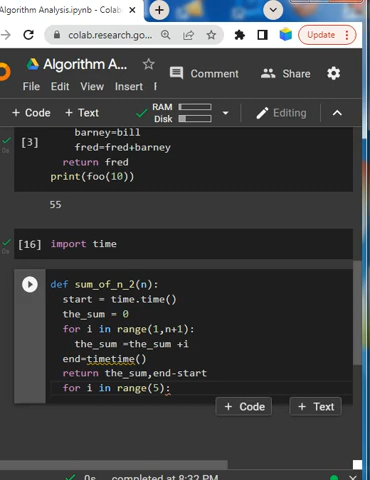 Algorithm Analysis.ipynb - Colab
colab.research.go...
Update
Algorithm A...
Comment
Share
File Edit View Insert
+ Code + Text
RAM
Disk
Editing
[3]
0s
barney=bill
fred=fred+barney
return fred
print(foo(10))
55
[16]
0s
import time
def sum_of_n_2(n):
start = time.time()
the_sum = 0
for i in range(1,n+1):
the_sum =the_sum +i
end=timetime()
return the_sum,end-start
for i in range(5):
+ Code + Text
0s completed at 8:32 PM